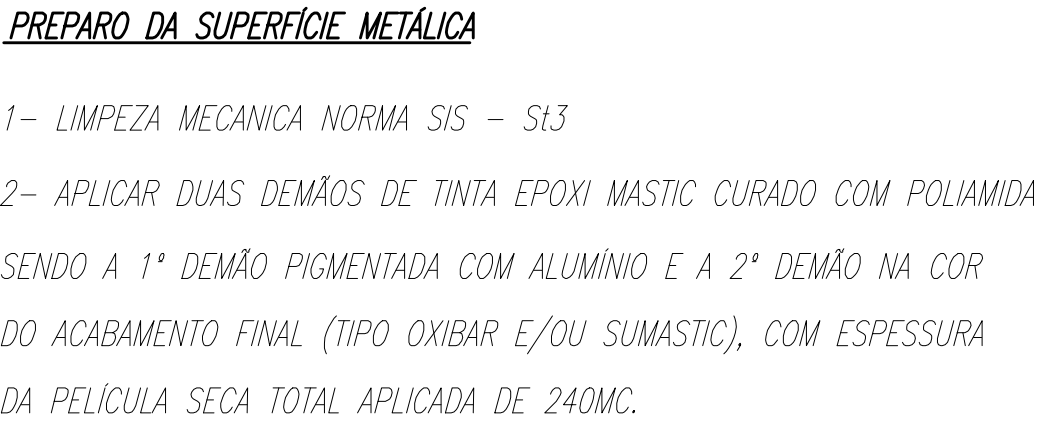 PREPARO DA SUPERFÍCIE METÁLICA
1- LIMPEZA MECANICA NORMA SIS - St3
2- APLICAR DUAS DEMÃOS DE TINTA EPOXI MASTIC CURADO COM POLIAMIDA
SENDO A 1º DEMÃO PIGMENTADA COM ALUMÍNIO E A 2º DEMÃO NA COR
DO ACABAMENTO FINAL (TIPO OXIBAR E/OU SUMASTIC), COM ESPESSURA
DA PELÍCULA SECA TOTAL APLICADA DE 240MC.